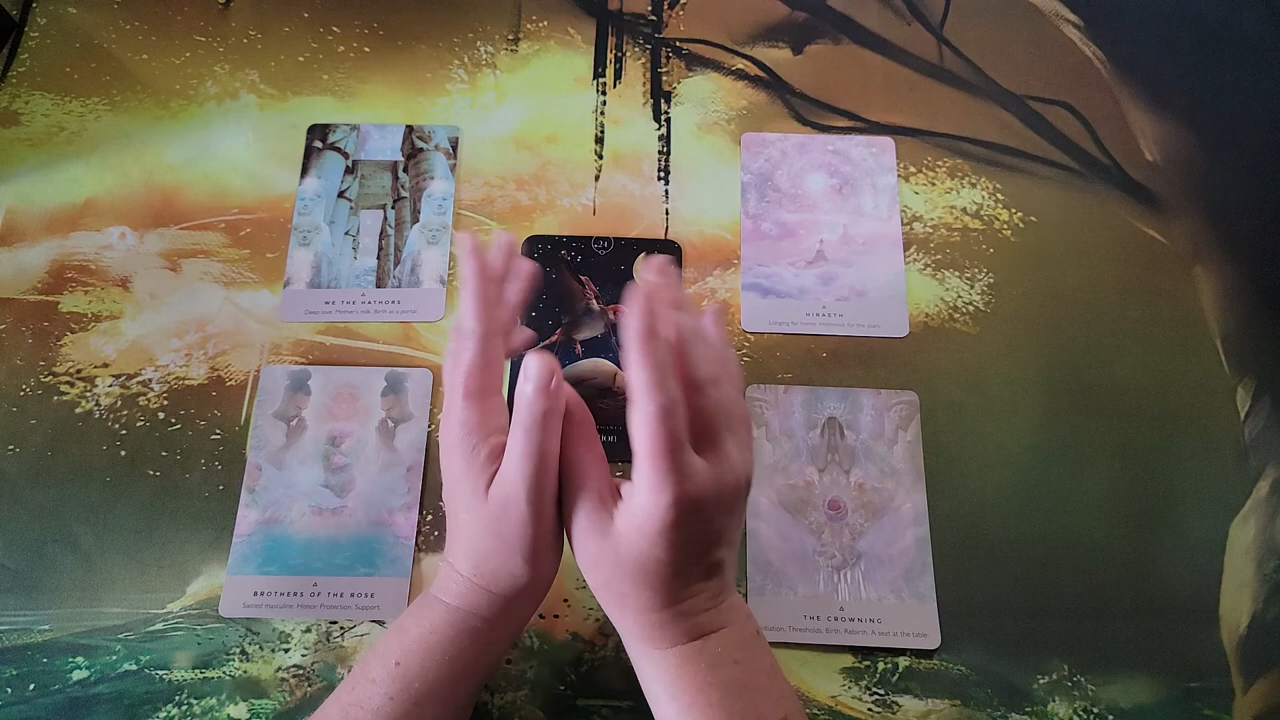 WE THE HATHORS
Deep love. Mother's milk. Birth as a portal.
.24
HIRAETH
Longing for home. Homesick for the stars.
BROTHERS OF THE ROSE
Sacred masculine. Honor. Protection. Support.
THE CROWNING
Thresholds. Birth. Rebirth. A seat at the table.